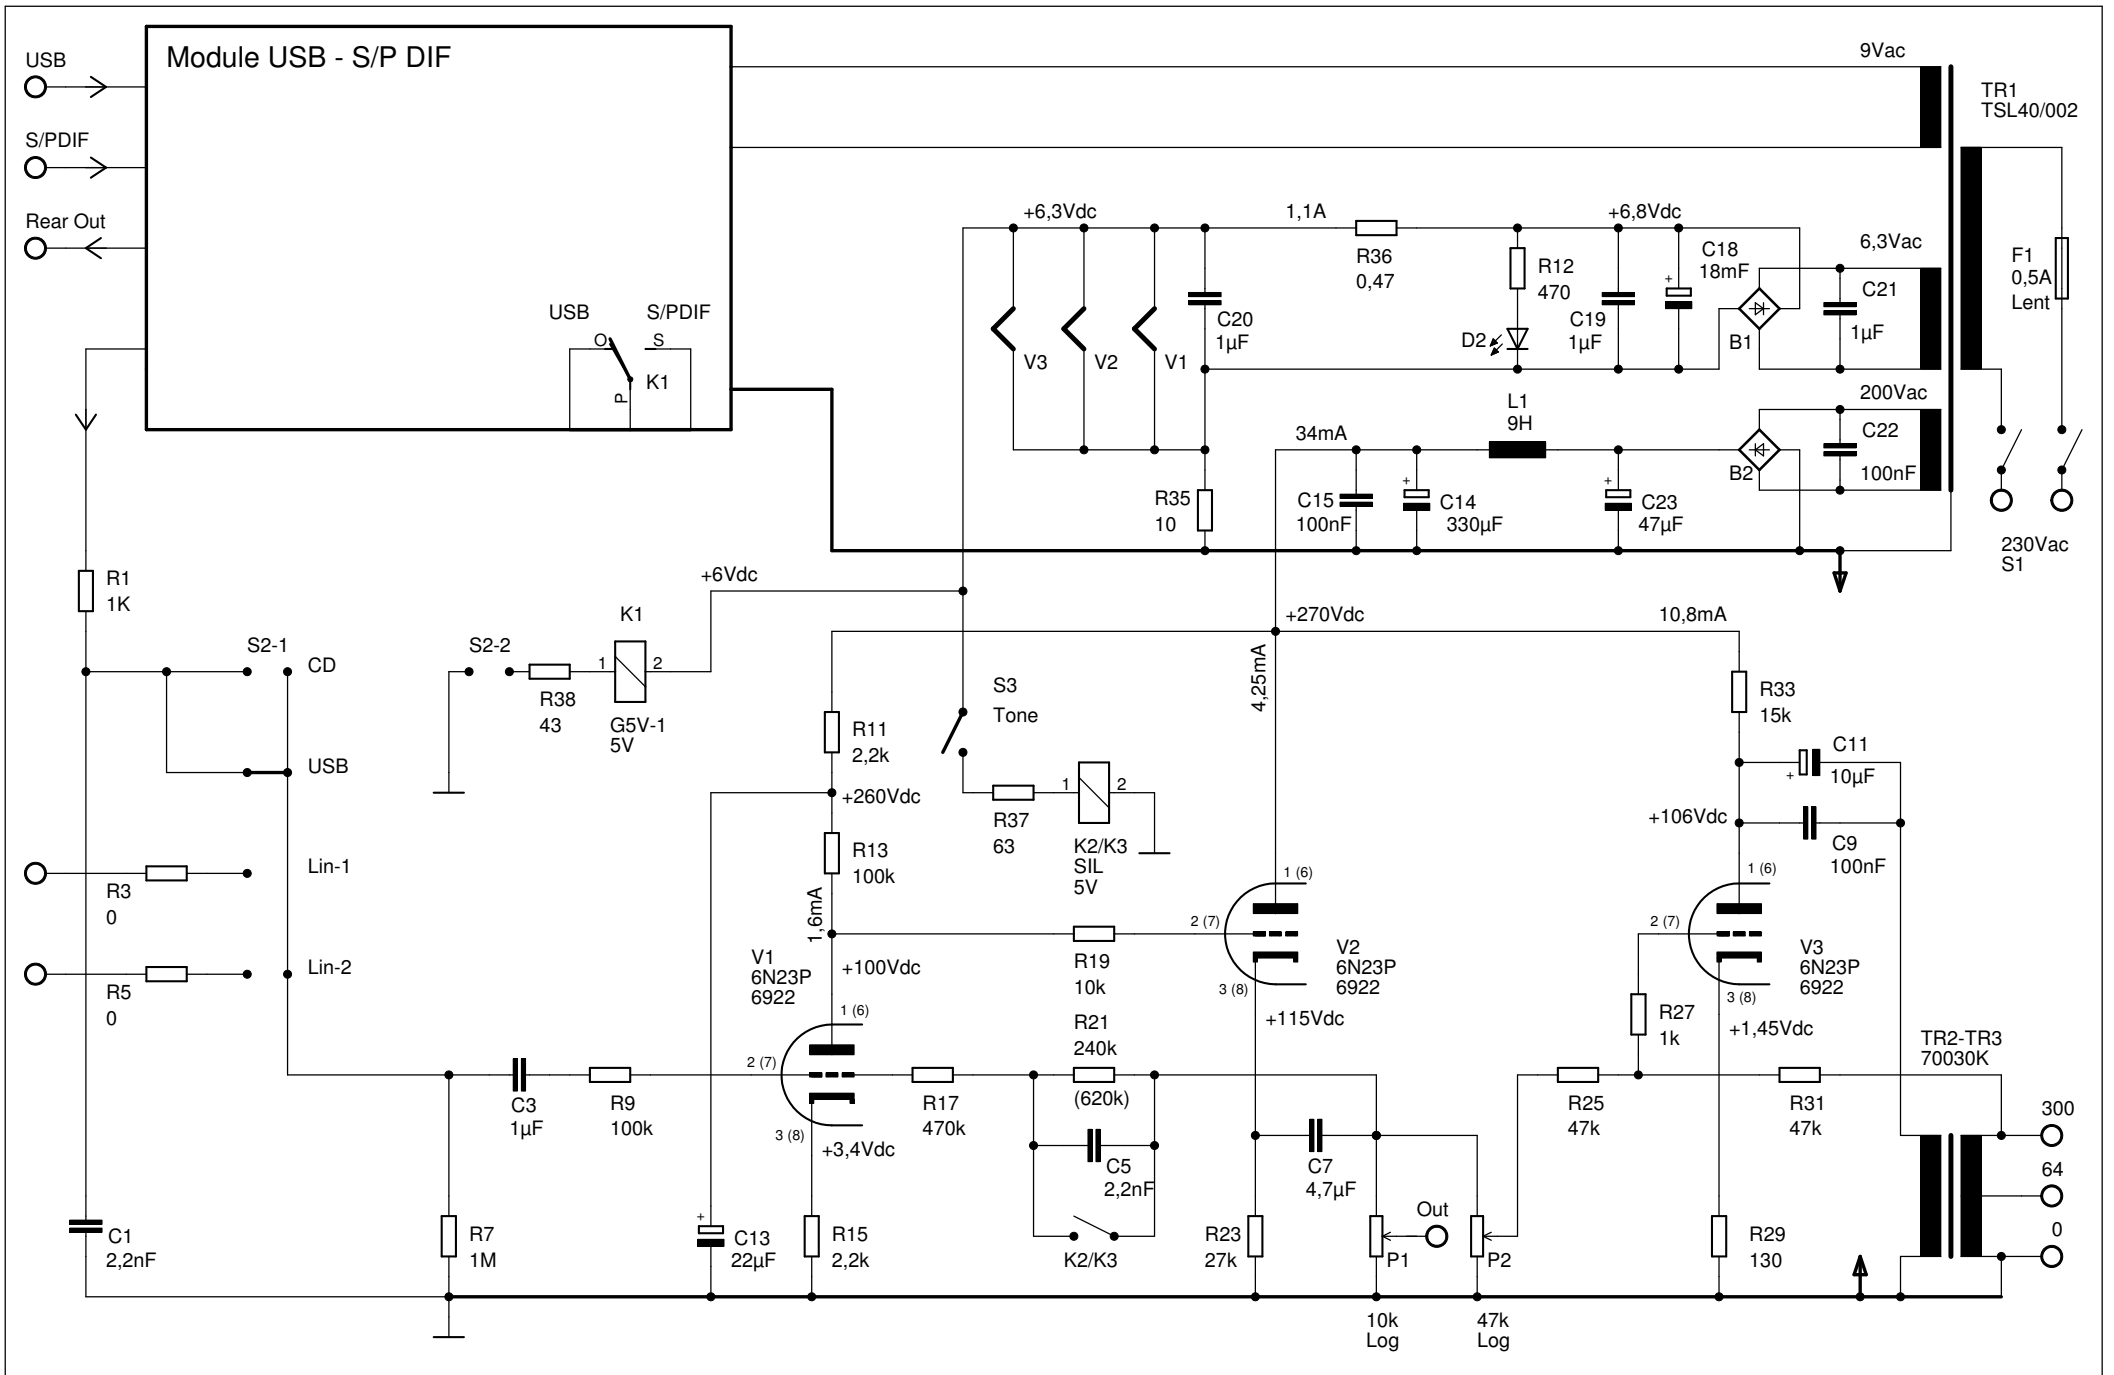 Module USB - S/P DIF
USB
S/PDIF
Rear Out
USB
S/PDIF
O
S
P
K1
9Vac
TR1
TSL40/002
+6,3Vdc
1,1A
+6,8Vdc
6,3Vac
R36
0,47
R12
470
C18
18mF
+
C21
1µF
F1
0,5A
Lent
V3
V2
V1
C20
1µF
D2
C19
1µF
B1
200Vac
L1
9H
34mA
R35
10
C15
100nF
+
C14
330µF
+
C23
47µF
B2
C22
100nF
230Vac
S1
R1
1K
+6Vdc
K1
+270Vdc
10,8mA
S2-1
CD
S2-2
R38
43
1
2
G5V-1
5V
4,25mA
S3
Tone
R11
2,2k
R33
15k
USB
+260Vdc
C11
10µF
+
R37
63
1
2
K2/K3
SIL
5V
R13
100k
+106Vdc
C9
100nF
Lin-1
R3
0
1,6mA
1 (6)
1 (6)
2 (7)
2 (7)
Lin-2
R5
0
V1
6N23P
6922
+100Vdc
R19
10k
V2
6N23P
6922
V3
6N23P
6922
3 (8)
3 (8)
1 (6)
R21
240k
(620k)
+115Vdc
R27
1k
+1,45Vdc
TR2-TR3
70030K
2 (7)
C3
1µF
R9
100k
R17
470k
R25
47k
R31
47k
300
3 (8)
+3,4Vdc
C5
2,2nF
C7
4,7µF
64
C1
2,2nF
R7
1M
+
C13
22µF
R15
2,2k
K2/K3
R23
27k
Out
P1
P2
R29
130
0
10k
Log
47k
Log